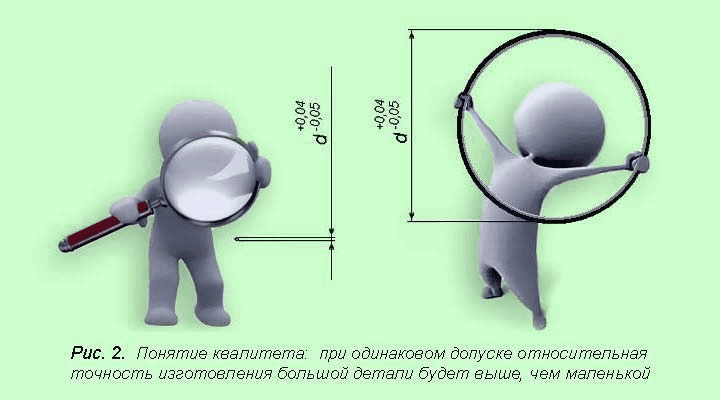 +0,04
d -0,05
+0,04
d -0,05
Рис. 2. Понятие квалитета: при одинаковом допуске относительная
точность изготовления большой детали будет выше, чем маленькой